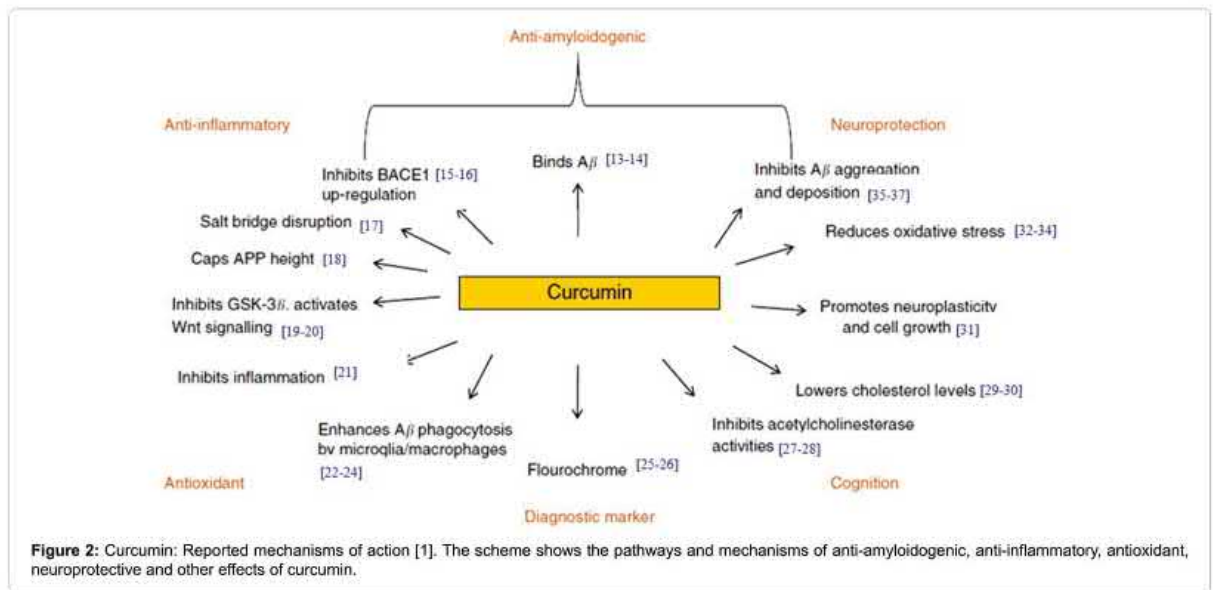 Anti-amyloidogenic
Anti-inflammatory
Neuroprotection
Binds Aβ [13-14]
Inhibits BACE1 [15-16]
up-regulation
Inhibits Aβ aggregation
and deposition [35-37]
Salt bridge disruption [17]
Reduces oxidative stress [32-34]
Caps APP height [18]
Curcumin
Inhibits GSK-3β. activates
Wnt signalling [19-20]
Promotes neuroplasticity
and cell growth [31]
Inhibits inflammation [21]
Lowers cholesterol levels [29-30]
Enhances Aβ phagocytosis
by microglia/macrophages
[22-24]
Inhibits acetylcholinesterase
activities [27-28]
Flourochrome [25-26]
Antioxidant
Cognition
Diagnostic marker
Figure 2: Curcumin: Reported mechanisms of action [1]. The scheme shows the pathways and mechanisms of anti-amyloidogenic, anti-inflammatory, antioxidant,
neuroprotective and other effects of curcumin.